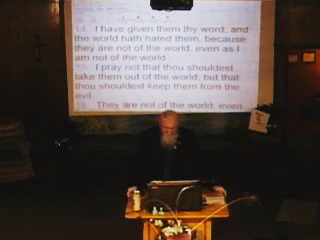 14 I have given them thy word; and
the world hath hated them, because
they are not of the world, even as I
am not of the world.
15 I pray not that thou shouldest
take them out of the world, but that
thou shouldest keep them from the
evil.
16 They are not of the world, even